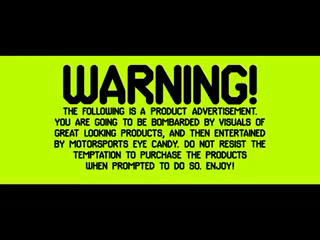 WARNING!
THE FOLLOWING IS A PRODUCT ADVERTISEMENT.
YOU ARE GOING TO BE BOMBARDED BY VISUALS OF
GREAT LOOKING PRODUCTS, AND THEN ENTERTAINED
BY MOTORSPORTS EYE CANDY. DO NOT RESIST THE
TEMPTATION TO PURCHASE THE PRODUCTS
WHEN PROMPTED TO DO SO. ENJOY!